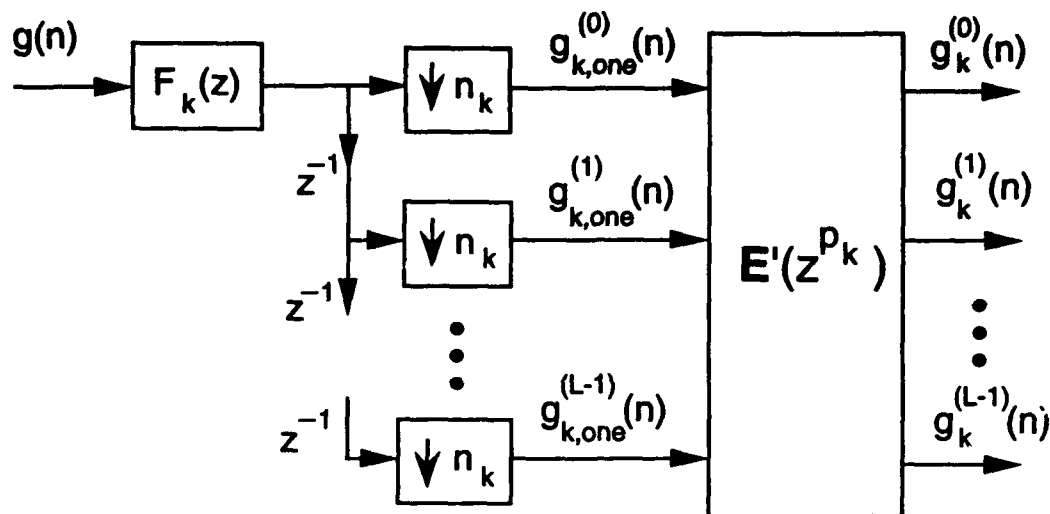 g(n)
F_k(z)
↓ n_k
g_{k,one}^{(0)}(n)
g_k^{(0)}(n)
z^{-1}
↓ n_k
g_{k,one}^{(1)}(n)
E'(z^{p_k})
g_k^{(1)}(n)
z^{-1}
z^{-1}
↓ n_k
g_{k,one}^{(L-1)}(n)
g_k^{(L-1)}(n)